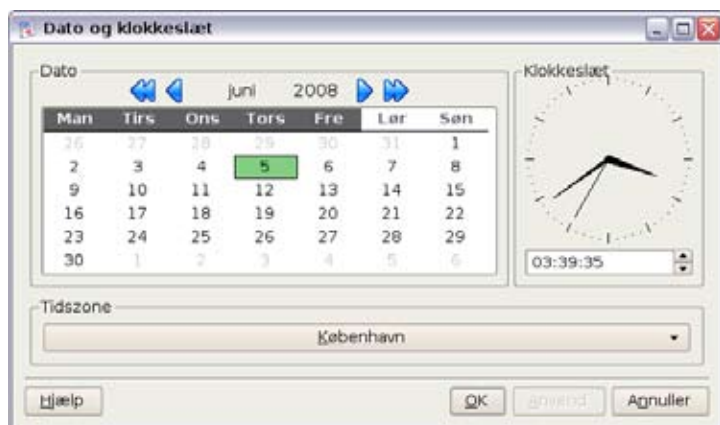 Dato og klokkeslæt
Dato
juni 2008
Man Tirs Ons Tors Fre Lør Søn
26 27 28 29 30 31 1
2 3 4 5 6 7 8
9 10 11 12 13 14 15
16 17 18 19 20 21 22
23 24 25 26 27 28 29
30 1 2 3 4 5 6
Klokkeslæt
03:39:35
Tidszone
København
Hjælp
OK
Anvend
Annuller